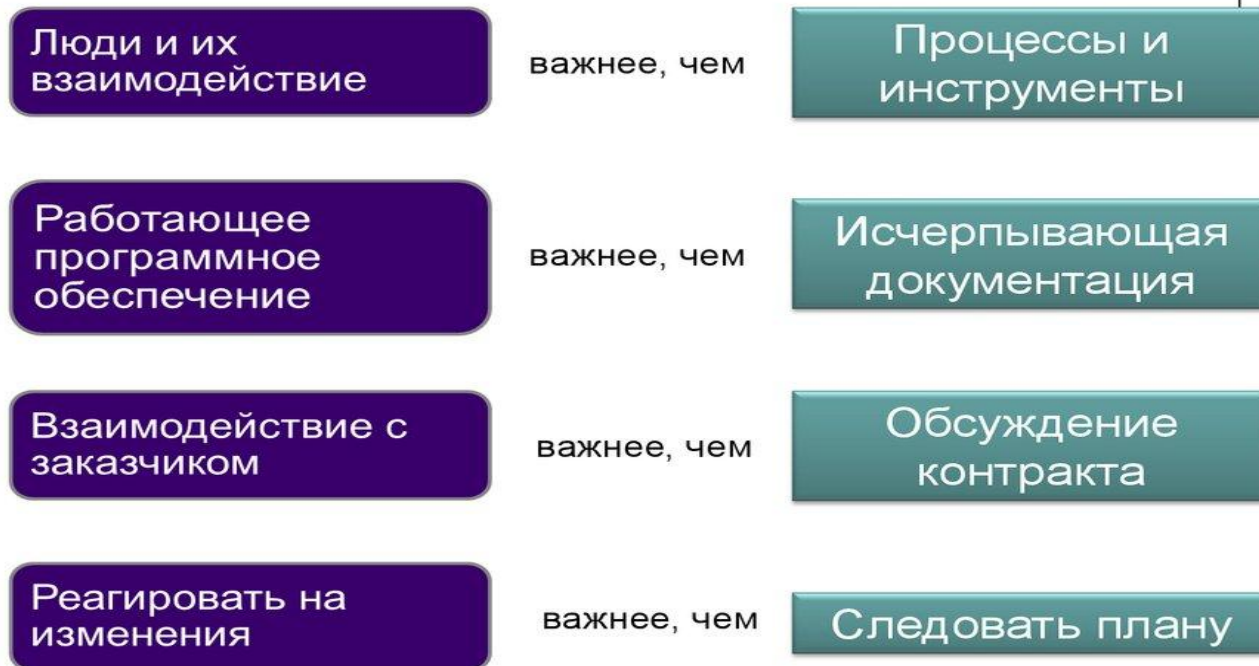 Люди и их
взаимодействие
важнее, чем
Процессы и
инструменты
Работающее
программное
обеспечение
важнее, чем
Исчерпывающая
документация
Взаимодействие с
заказчиком
важнее, чем
Обсуждение
контракта
Реагировать на
изменения
важнее, чем
Следовать плану